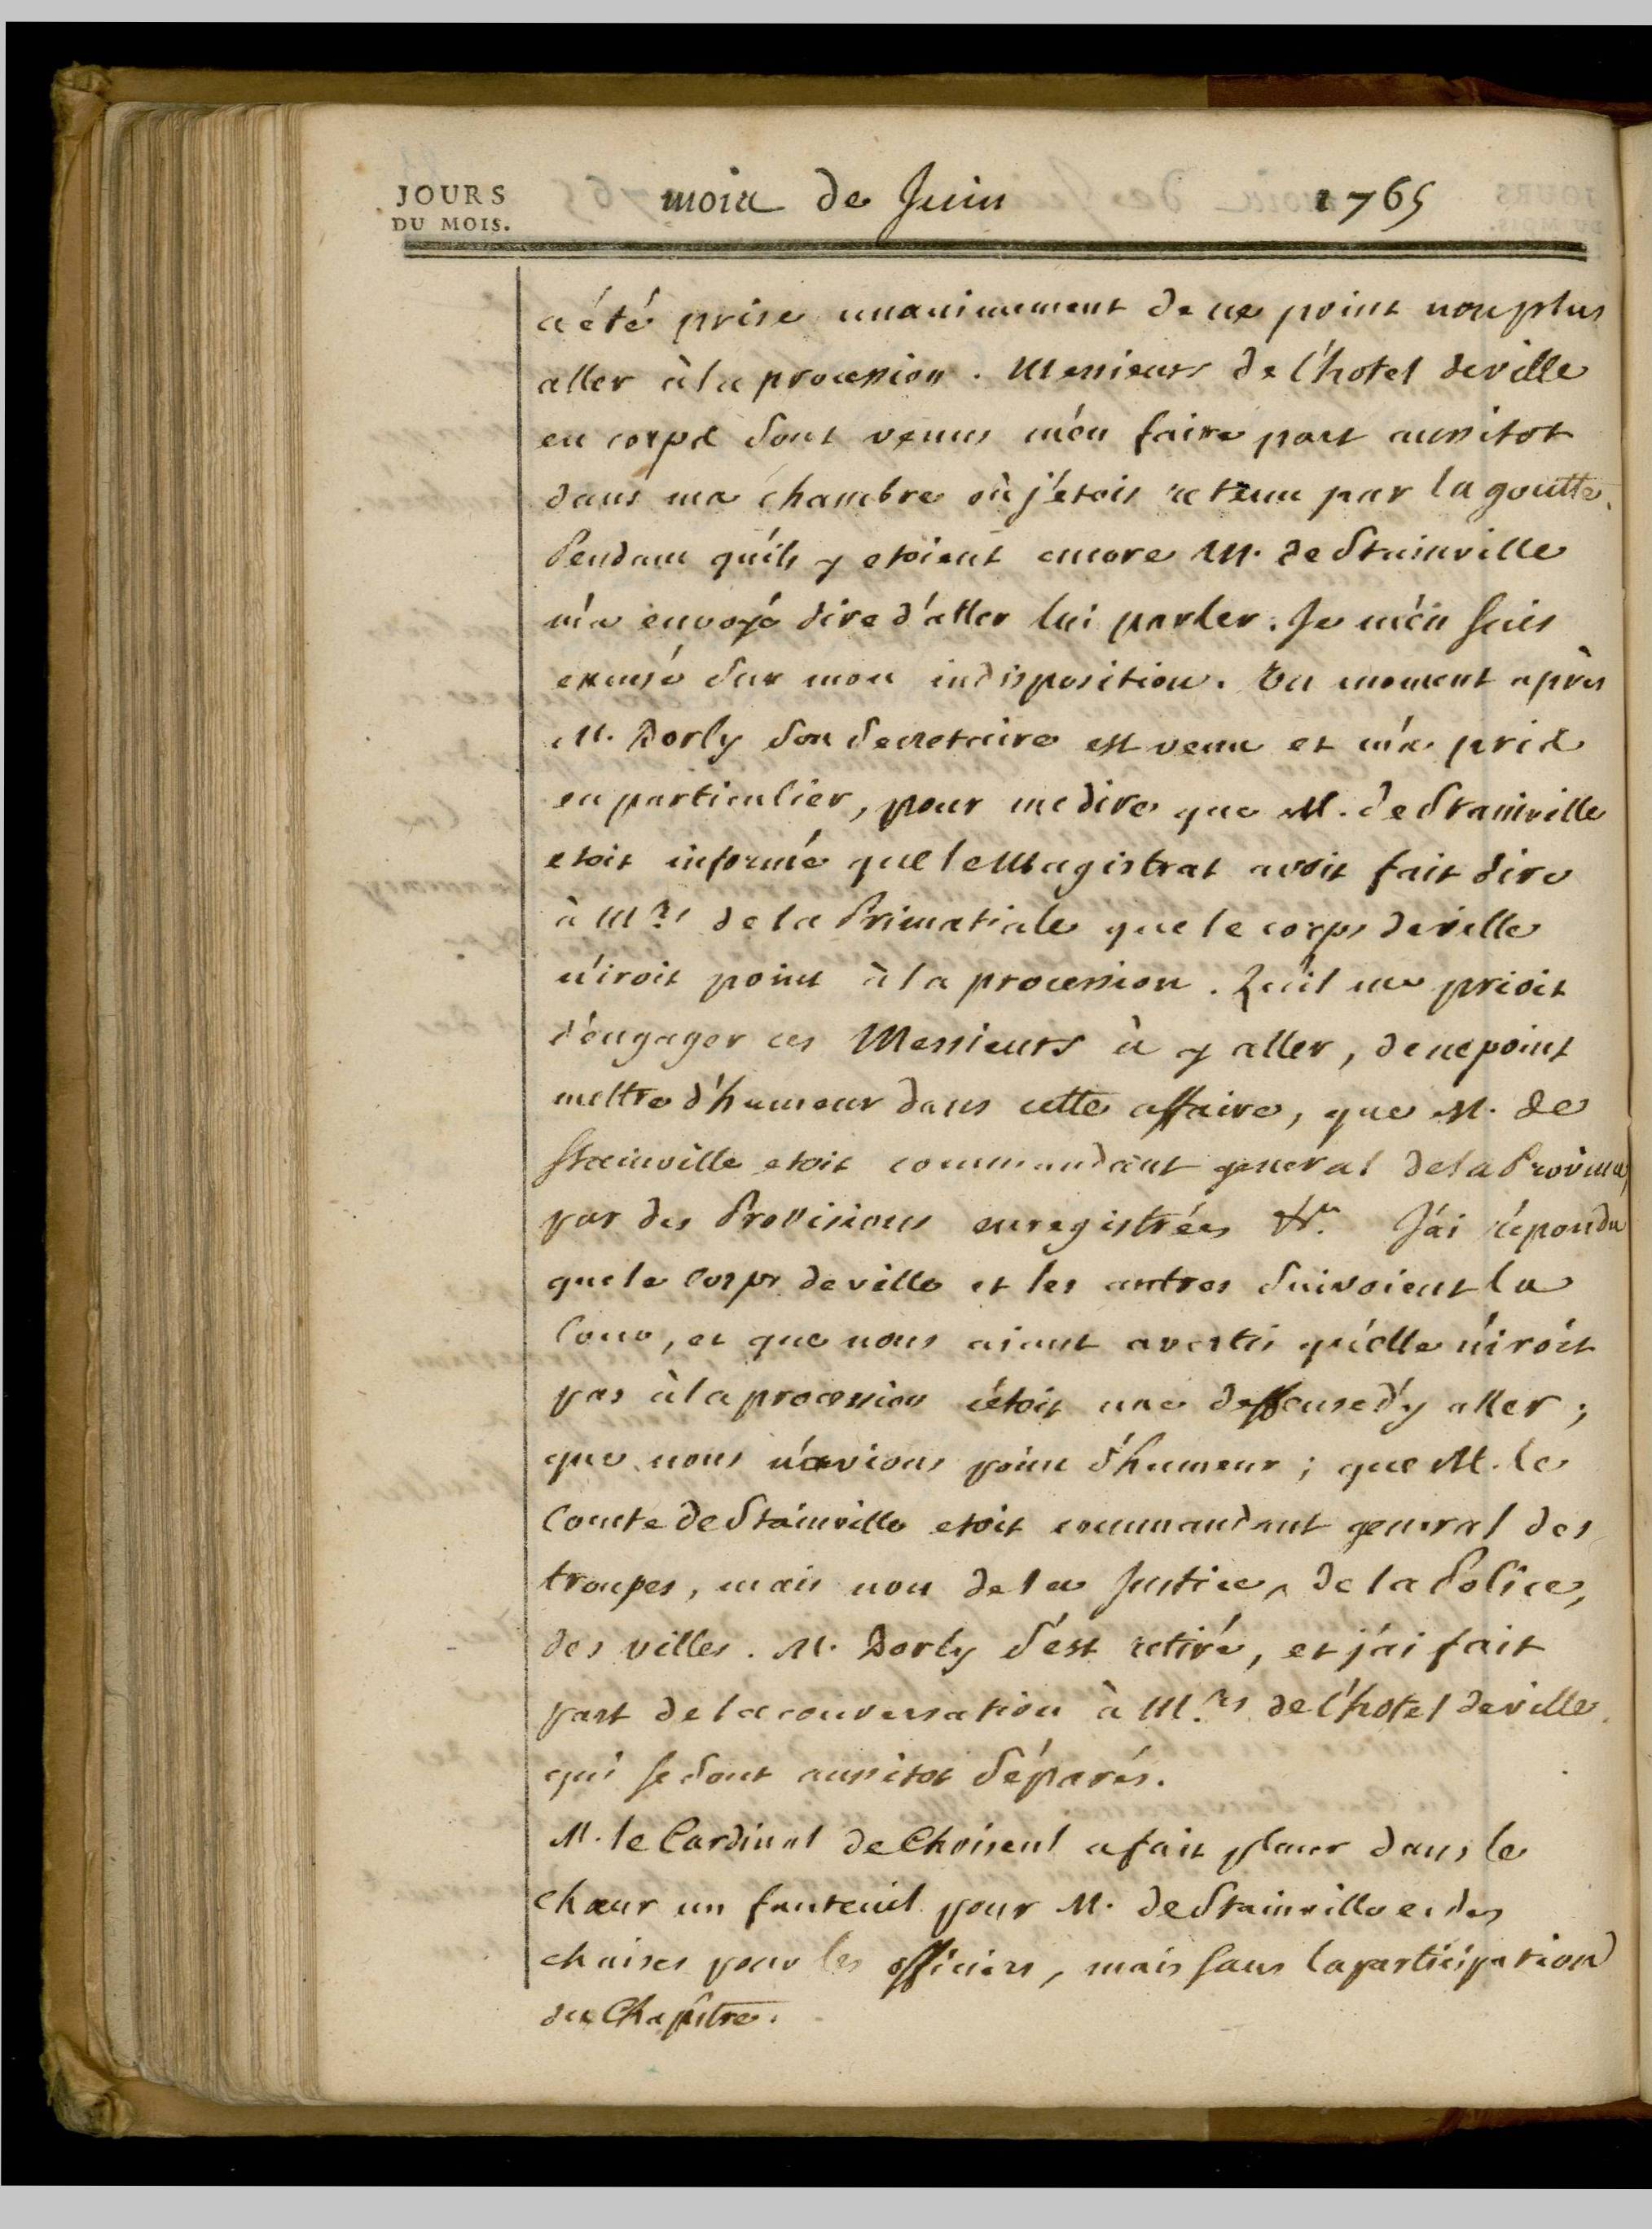 JOURS
DU MOIS.
mois de Juin 1765
a été prise unanimement de ne point non plus
aller à la procession. Messieurs de l'hotel de ville
en corps sont venus m'en faire part aussitot
dans ma chambre où j'étois retenu par la goutte.
Pendant qu'ils y etoient encore M. de Stainville
m'a envoyé dire d'aller lui parler. Je m'en suis
excusé sur mon indisposition. Un moment après
M. Dorly son secretaire est venu et m'a pris
en particulier, pour me dire que M. de Stainville
etoit informé que le Magistrat avoit fait dire
à Mrs de la Primatiale que le corps de ville
n'iroit point à la procession. Qu'il me prioit
d'engager ces Messieurs à y aller, de ne point
mettre d'humeur dans cette affaire, que M. de
Stainville etoit commandant general de la Province,
par des Provisions enregistrées &a. J'ai répondu
que le Corps de ville et les autres suivoient la
Cour, et que nous aiant avertis qu'elle n'iroit
pas à la procession c'étoit une deffense d'y aller;
que nous n'avions point d'humeur; que M. le
Comte de Stainville etoit commandant general des
troupes, mais non de la Justice, de la Police,
des villes. M. Dorly s'est retiré, et j'ai fait
part de la conversation à Mrs de l'hotel de ville
qui se sont aussitot séparés.
M. le Cardinal de Choiseul a fait placer dans le
chœur un fauteuil pour M. de Stainville et des
chaises pour les officiers, mais sans la participation
du Chapitre.